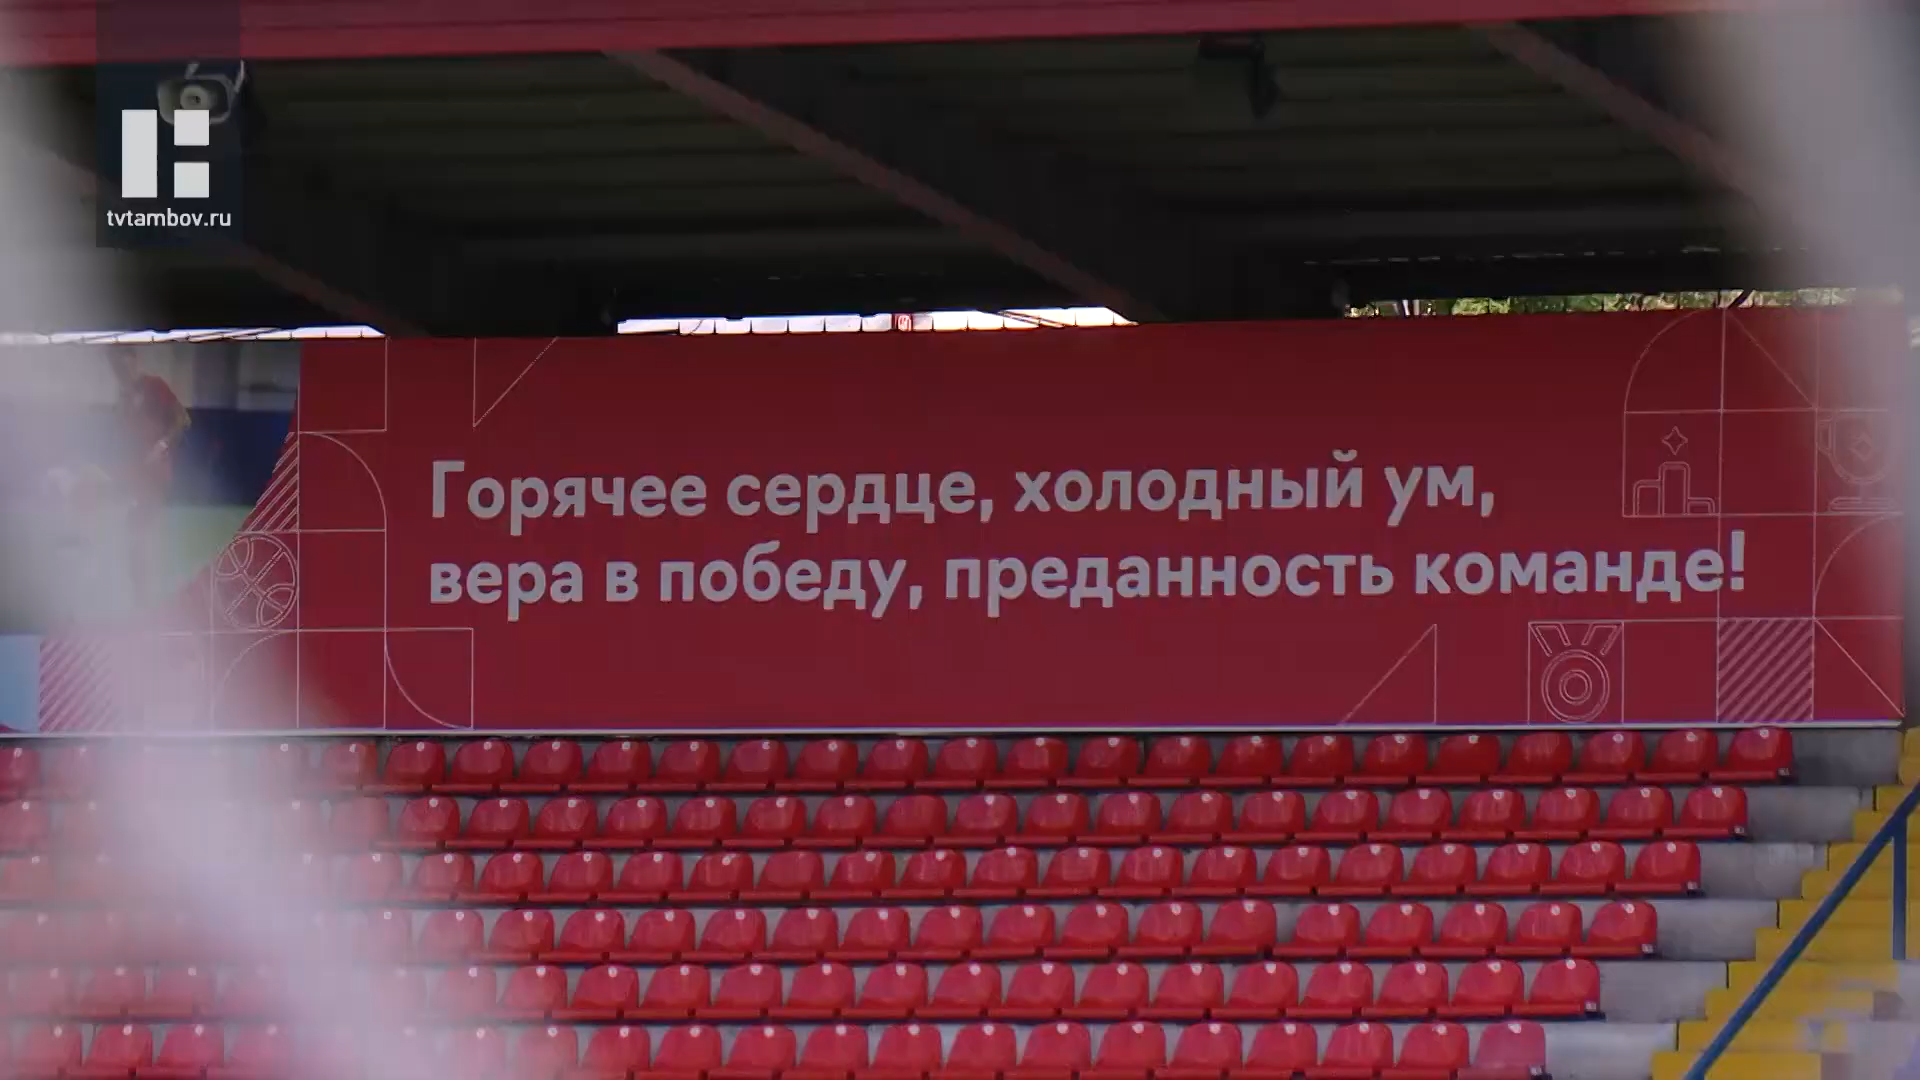 tvtambov.ru
Горячее сердце, холодный ум,
вера в победу, преданность команде!